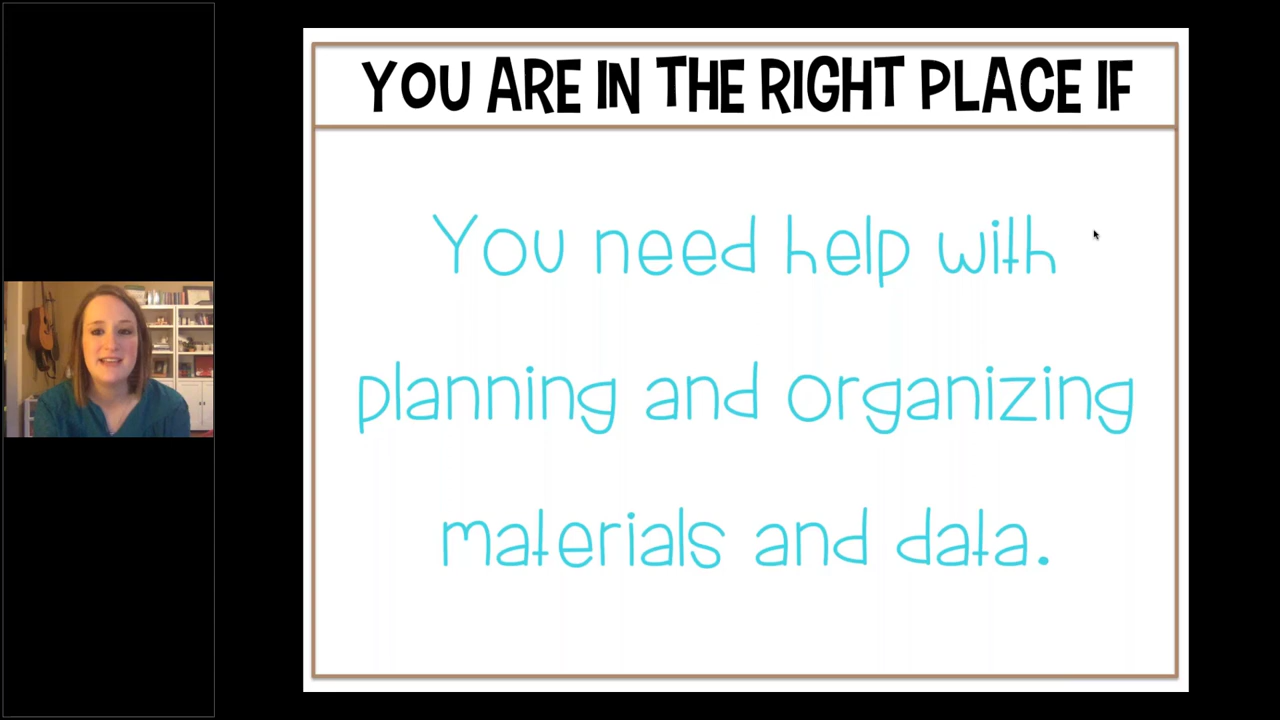 YOU ARE IN THE RIGHT PLACE IF
You need help with
planning and organizing
materials and data.